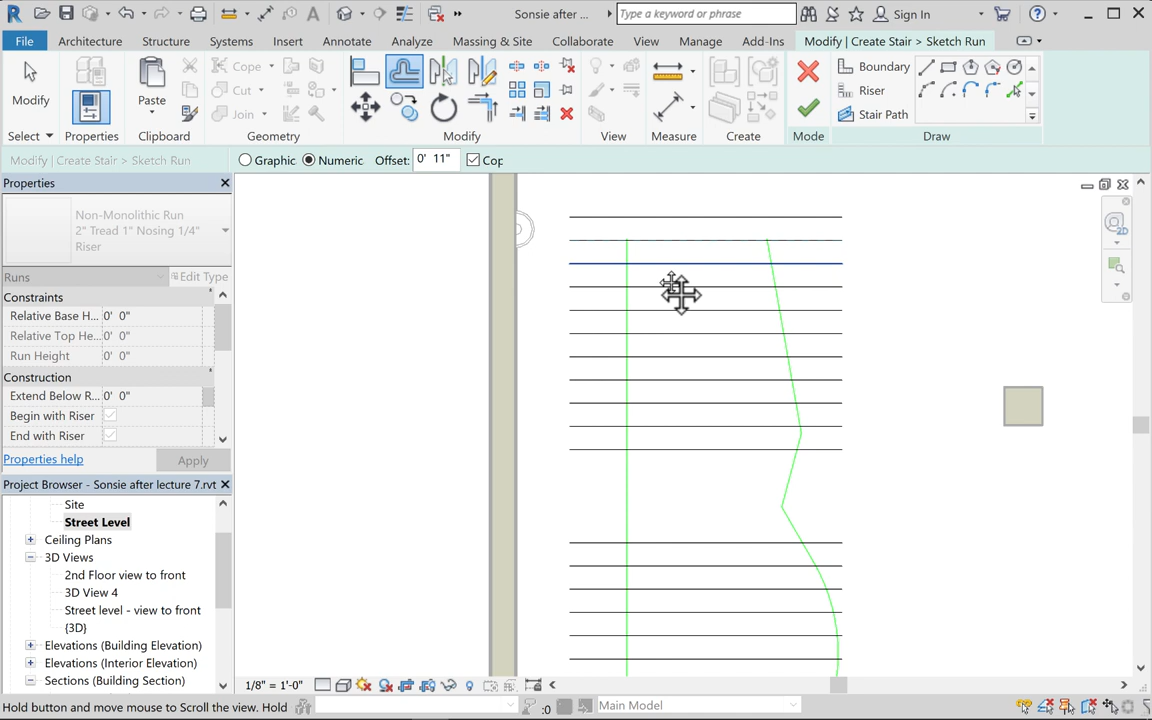 Sonsie after ...
Type a keyword or phrase
Sign In
File
Architecture
Structure
Systems
Insert
Annotate
Analyze
Massing & Site
Collaborate
View
Manage
Add-Ins
Modify | Create Stair > Sketch Run
Modify
Paste
Cope
Cut
Join
Boundary
Riser
Stair Path
Select
Properties
Clipboard
Geometry
Modify
View
Measure
Create
Mode
Draw
Modify | Create Stair > Sketch Run
Graphic
Numeric
Offset:
0' 11"
Cop
Properties
Non-Monolithic Run
2" Tread 1" Nosing 1/4"
Riser
Runs
Edit Type
Constraints
Relative Base H... 0' 0"
Relative Top He... 0' 0"
Run Height 0' 0"
Construction
Extend Below R... 0' 0"
Begin with Riser
End with Riser
Properties help
Apply
Project Browser - Sonsie after lecture 7.rvt
Site
Street Level
Ceiling Plans
3D Views
2nd Floor view to front
3D View 4
Street level - view to front
{3D}
Elevations (Building Elevation)
Elevations (Interior Elevation)
Sections (Building Section)
2D
1/8" = 1'-0"
Hold button and move mouse to Scroll the view. Hold
:0
Main Model